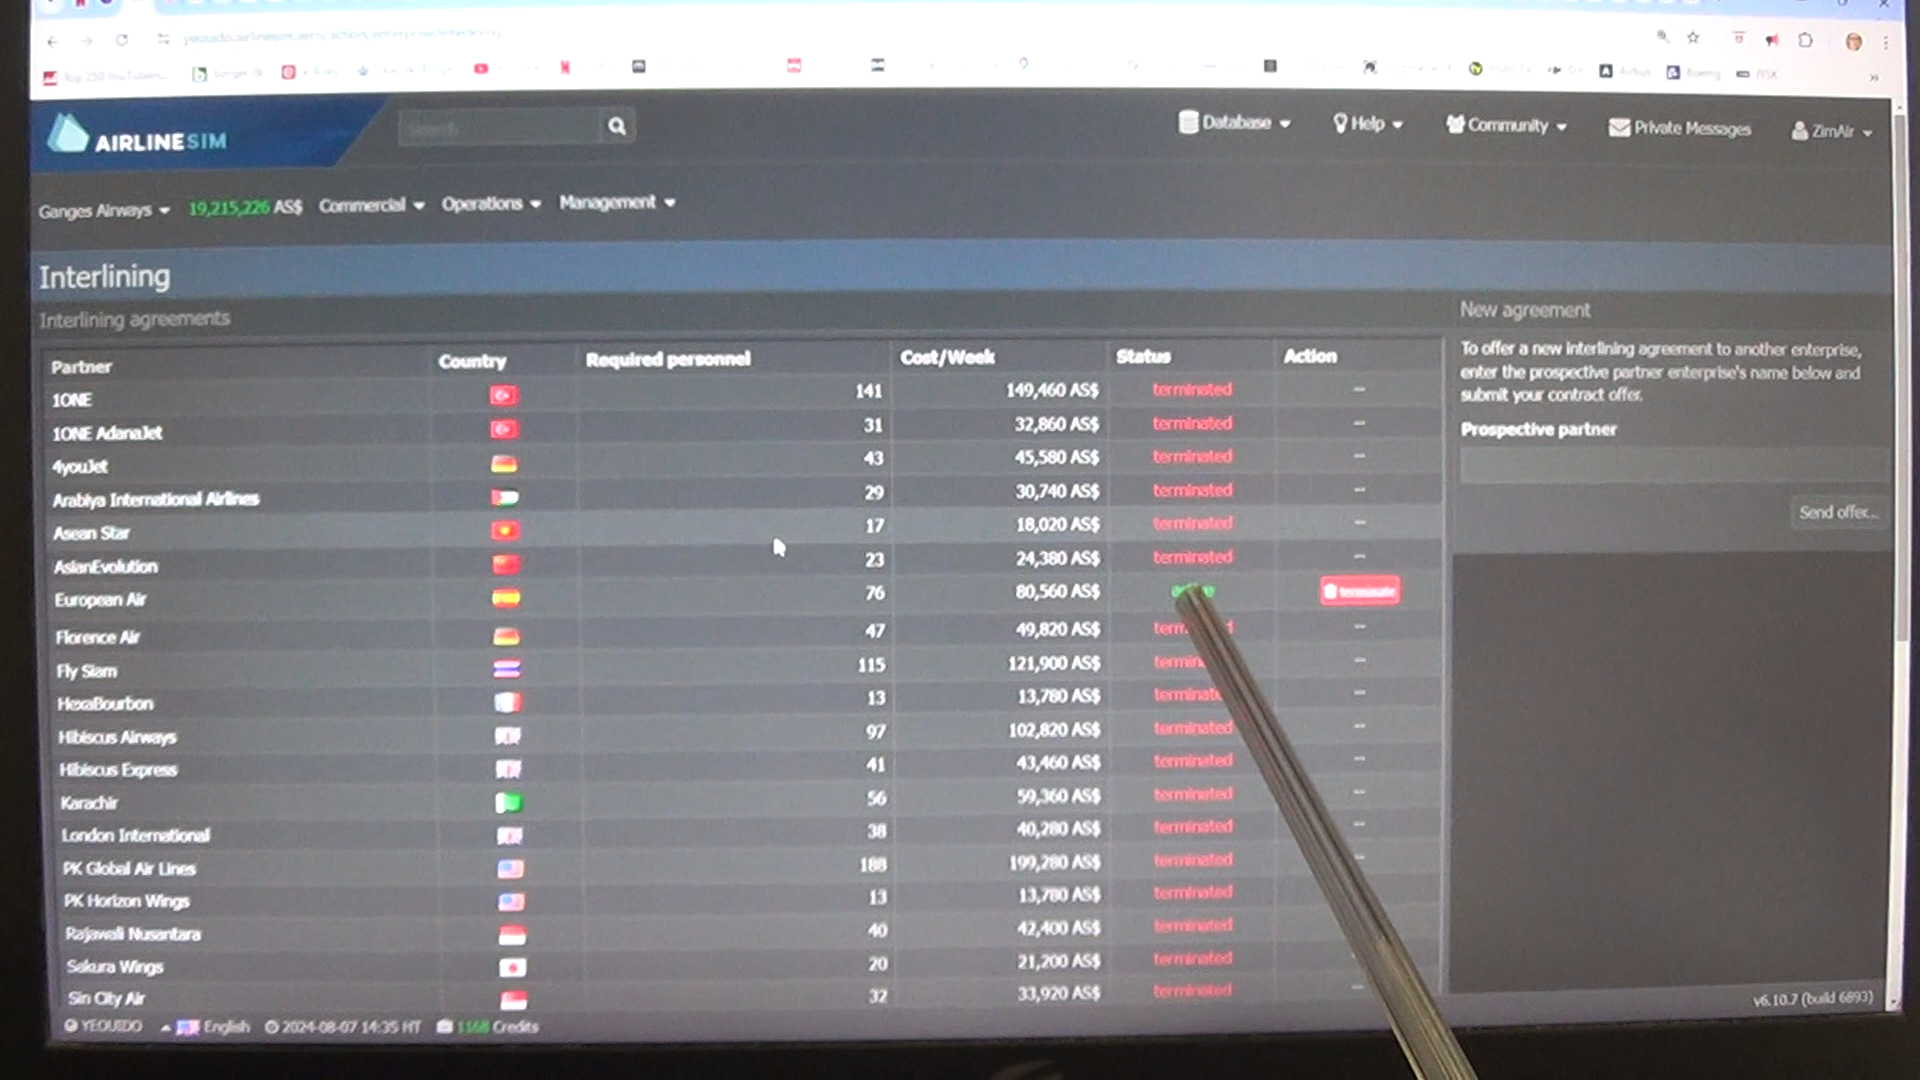 Top 250 YouTubers...
Airbus
Boeing
JYSK
AIRLINESIM
Search
Database
Help
Community
Private Messages
ZimAir
Ganges Airways
19,215,226 AS$
Commercial
Operations
Management
Interlining
Interlining agreements
Partner Country Required personnel Cost/Week Status Action
1ONE 141 149,460 AS$ terminated --
1ONE AdanaJet 31 32,860 AS$ terminated --
4youJet 43 45,580 AS$ terminated --
Arabiya International Airlines 29 30,740 AS$ terminated --
Asean Star 17 18,020 AS$ terminated --
AsianEvolution 23 24,380 AS$ terminated --
European Air 76 80,560 AS$ terminate
Florence Air 47 49,820 AS$ --
Fly Siam 115 121,900 AS$ --
HexaBourbon 13 13,780 AS$ --
Hibiscus Airways 97 102,820 AS$ terminated --
Hibiscus Express 41 43,460 AS$ terminated --
Karachir 56 59,360 AS$ terminated --
London International 38 40,280 AS$ terminated --
PK Global Air Lines 188 199,280 AS$ terminated --
PK Horizon Wings 13 13,780 AS$ terminated
Rajawali Nusantara 40 42,400 AS$ terminated
Sakura Wings 20 21,200 AS$ terminated --
Sin City Air 32 33,920 AS$ terminated --
New agreement
To offer a new interlining agreement to another enterprise,
enter the prospective partner enterprise's name below and
submit your contract offer.
Prospective partner
Send offer...
YEOUIDO
English
2024-08-07 14:35 HT
1168 Credits
v6.10.7 (build 6893)